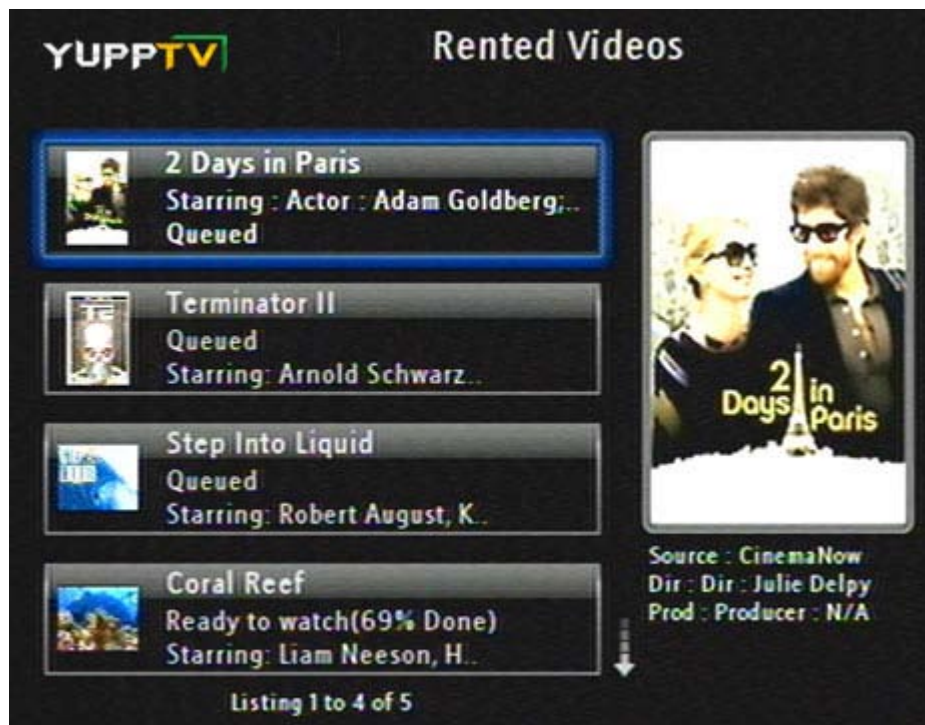 YUPPTV
Rented Videos
2 Days in Paris
Starring : Actor : Adam Goldberg;..
Queued
Terminator II
Queued
Starring: Arnold Schwarz..
Step Into Liquid
Queued
Starring: Robert August, K..
Coral Reef
Ready to watch(69% Done)
Starring: Liam Neeson, H..
Listing 1 to 4 of 5
2
Days in
Paris
Source : CinemaNow
Dir : Dir : Julie Delpy
Prod : Producer : N/A